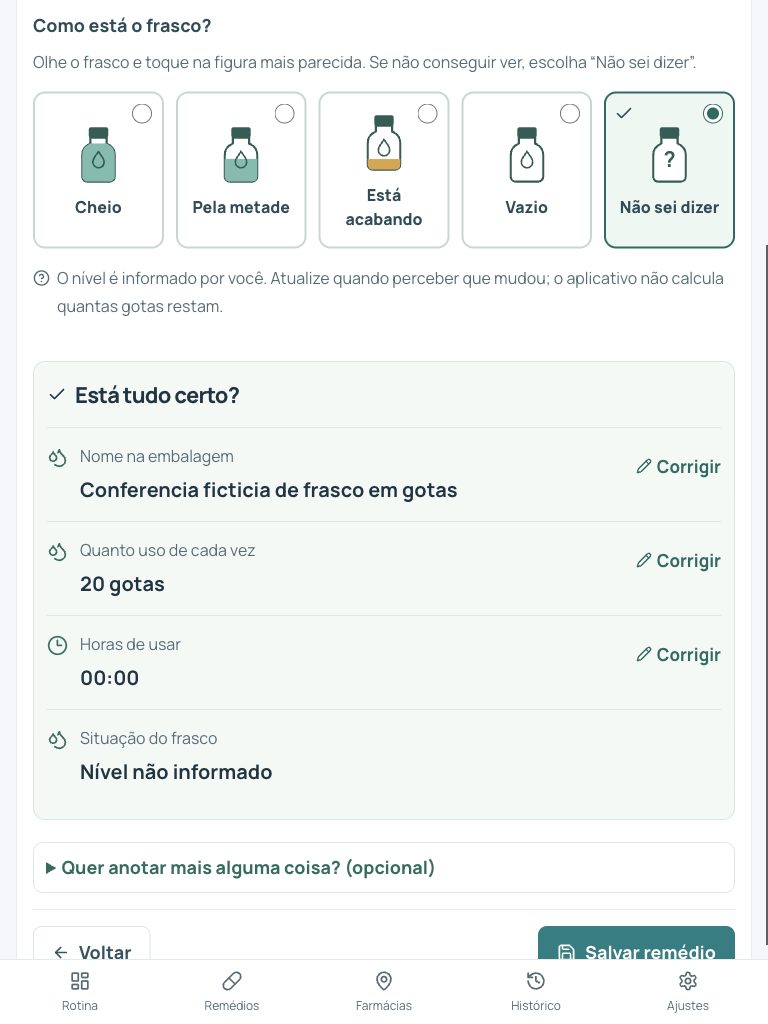 Como está o frasco?
Olhe o frasco e toque na figura mais parecida. Se não conseguir ver, escolha “Não sei dizer”.
Cheio
Pela metade
Está
acabando
Vazio
?
Não sei dizer
O nível é informado por você. Atualize quando perceber que mudou; o aplicativo não calcula
quantas gotas restam.
Está tudo certo?
Nome na embalagem
Conferencia ficticia de frasco em gotas
Corrigir
Quanto uso de cada vez
20 gotas
Corrigir
Horas de usar
00:00
Corrigir
Situação do frasco
Nível não informado
Quer anotar mais alguma coisa? (opcional)
Voltar
Salvar remédio
Rotina
Remédios
Farmácias
Histórico
Ajustes